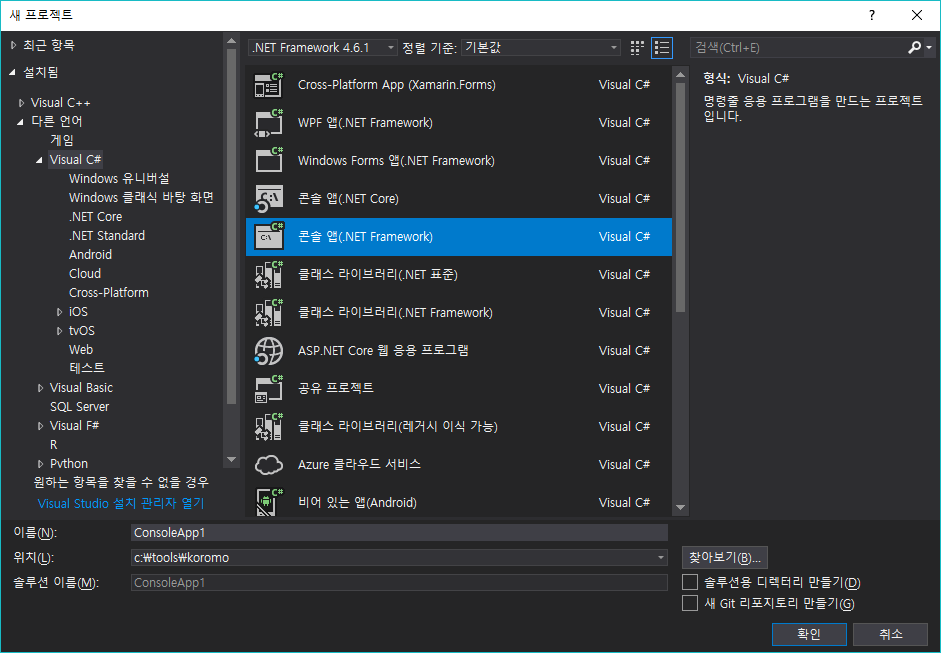 새 프로젝트
최근 항목
설치됨
Visual C++
다른 언어
게임
Visual C#
Windows 유니버설
Windows 클래식 바탕 화면
.NET Core
.NET Standard
Android
Cloud
Cross-Platform
iOS
tvOS
Web
테스트
Visual Basic
SQL Server
Visual F#
R
Python
원하는 항목을 찾을 수 없을 경우
Visual Studio 설치 관리자 열기
.NET Framework 4.6.1 정렬 기준: 기본값
Cross-Platform App (Xamarin.Forms) Visual C#
WPF 앱(.NET Framework) Visual C#
Windows Forms 앱(.NET Framework) Visual C#
콘솔 앱(.NET Core) Visual C#
콘솔 앱(.NET Framework) Visual C#
클래스 라이브러리(.NET 표준) Visual C#
클래스 라이브러리(.NET Framework) Visual C#
ASP.NET Core 웹 응용 프로그램 Visual C#
공유 프로젝트 Visual C#
클래스 라이브러리(레거시 이식 가능) Visual C#
Azure 클라우드 서비스 Visual C#
비어 있는 앱(Android) Visual C#
검색(Ctrl+E)
형식: Visual C#
명령줄 응용 프로그램을 만드는 프로젝트
입니다.
이름(N): ConsoleApp1
위치(L): c:₩tools₩koromo
찾아보기(B)...
솔루션 이름(M): ConsoleApp1
솔루션용 디렉터리 만들기(D)
새 Git 리포지토리 만들기(G)
확인 취소